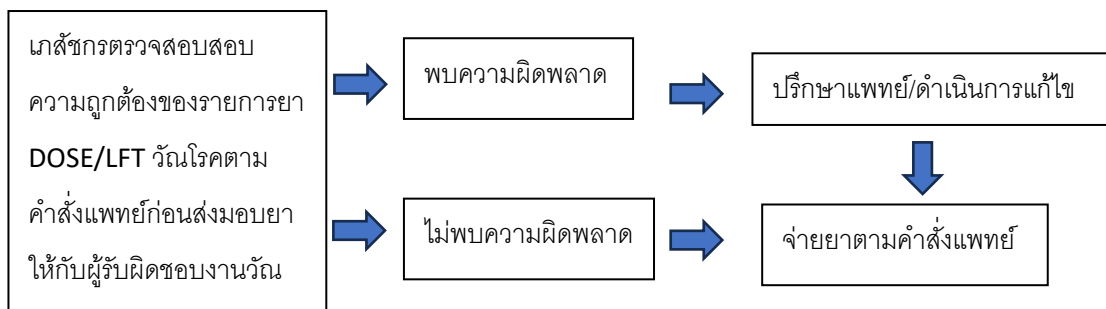 เภสัชกรตรวจสอบสอบ
ความถูกต้องของรายการยา
DOSE/LFT วัณโรคตาม
คำสั่งแพทย์ก่อนส่งมอบยา
ให้กับผู้รับผิดชอบงานวัณ
พบความผิดพลาด
ปรึกษาแพทย์/ดำเนินการแก้ไข
ไม่พบความผิดพลาด
จ่ายยาตามคำสั่งแพทย์